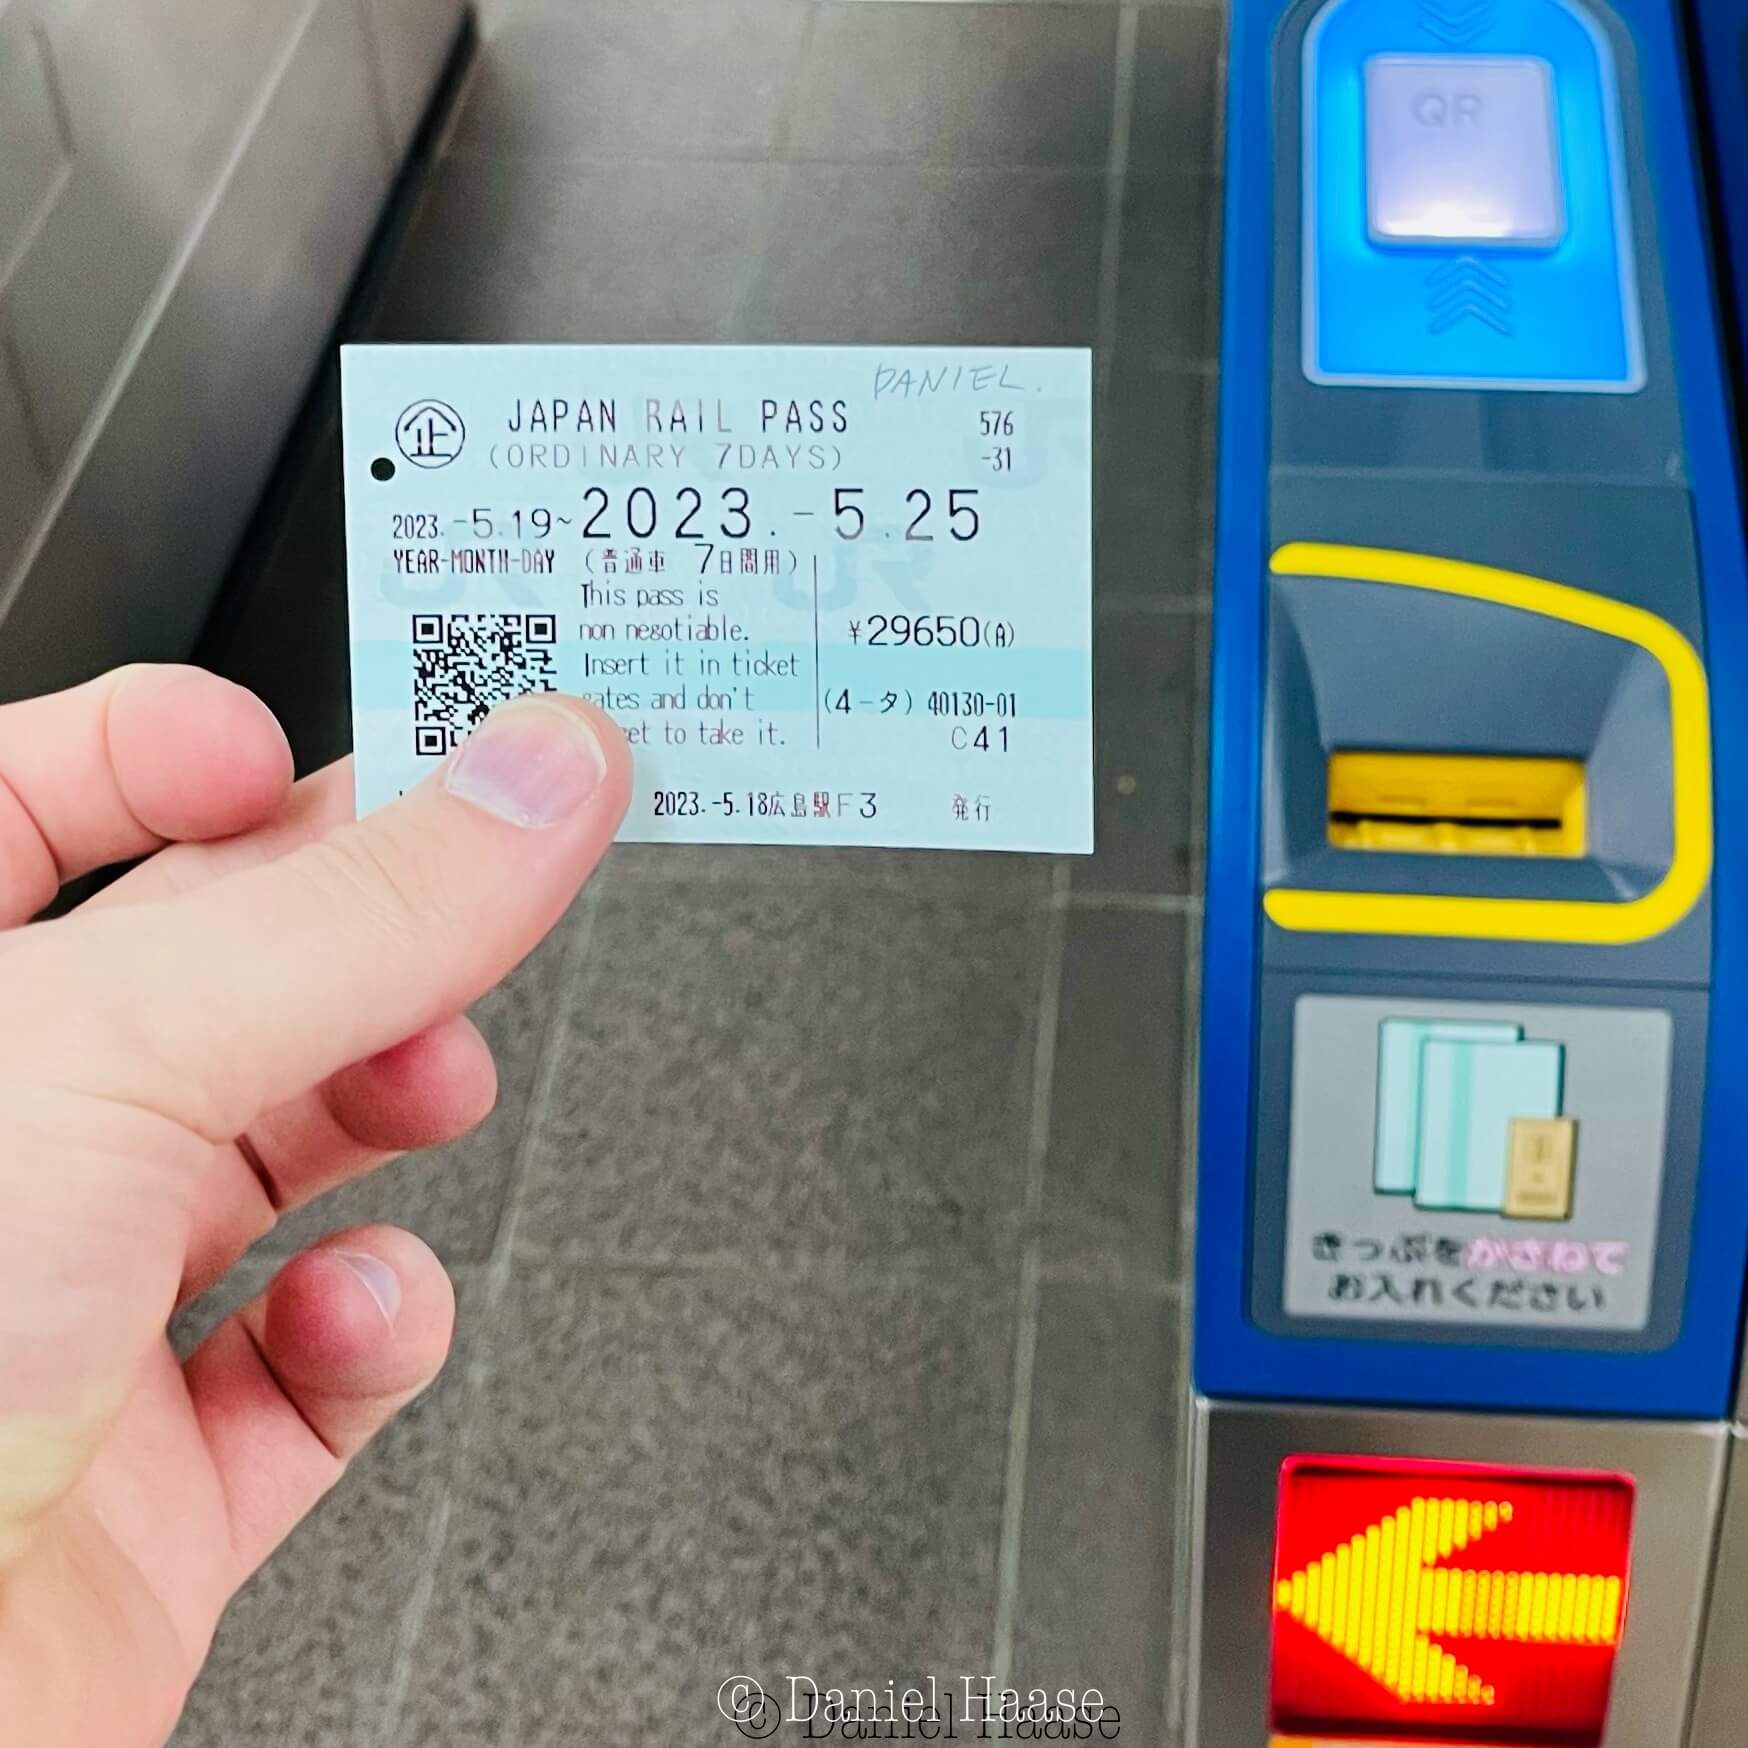 DANIEL.
企 JAPAN RAIL PASS 576
(ORDINARY 7DAYS) -31
2023.-5.19~2023.-5.25
YEAR-MONTH-DAY (普通車 7日間用)
This pass is
non negotiable. ¥29650(A)
Insert it in ticket
and don't (4-タ) 40130-01
to take it. C41
2023.-5.18広島駅F3 発行
QR
きっぷをかさねて
お入れください
© Daniel Haase